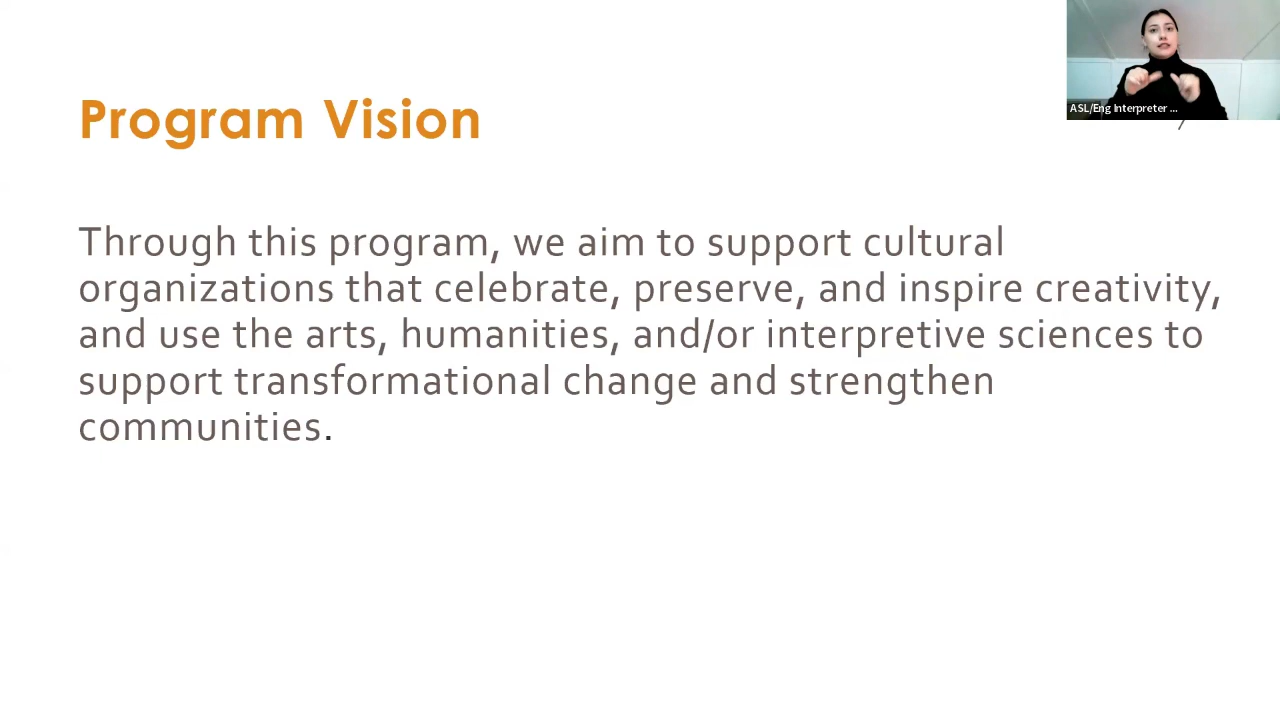 Program Vision
ASL/Eng Interpreter ...
Through this program, we aim to support cultural
organizations that celebrate, preserve, and inspire creativity,
and use the arts, humanities, and/or interpretive sciences to
support transformational change and strengthen
communities.